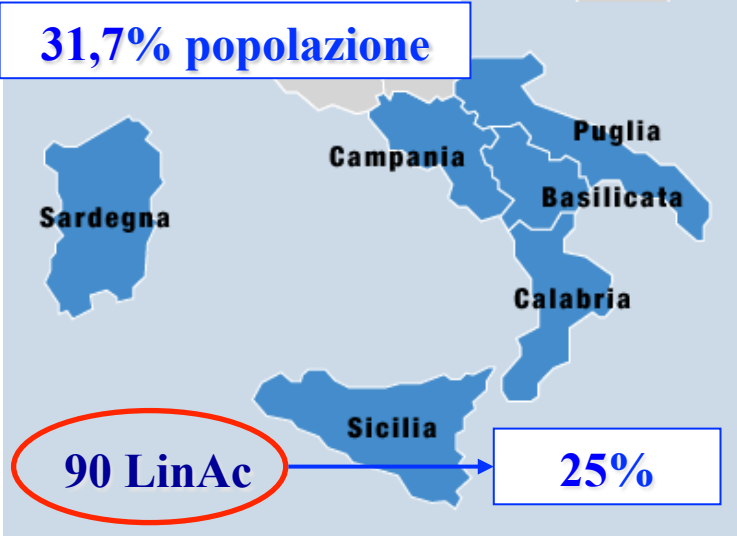 31,7% popolazione
Puglia
Campania
Basilicata
Sardegna
Calabria
Sicilia
90 LinAc
25%